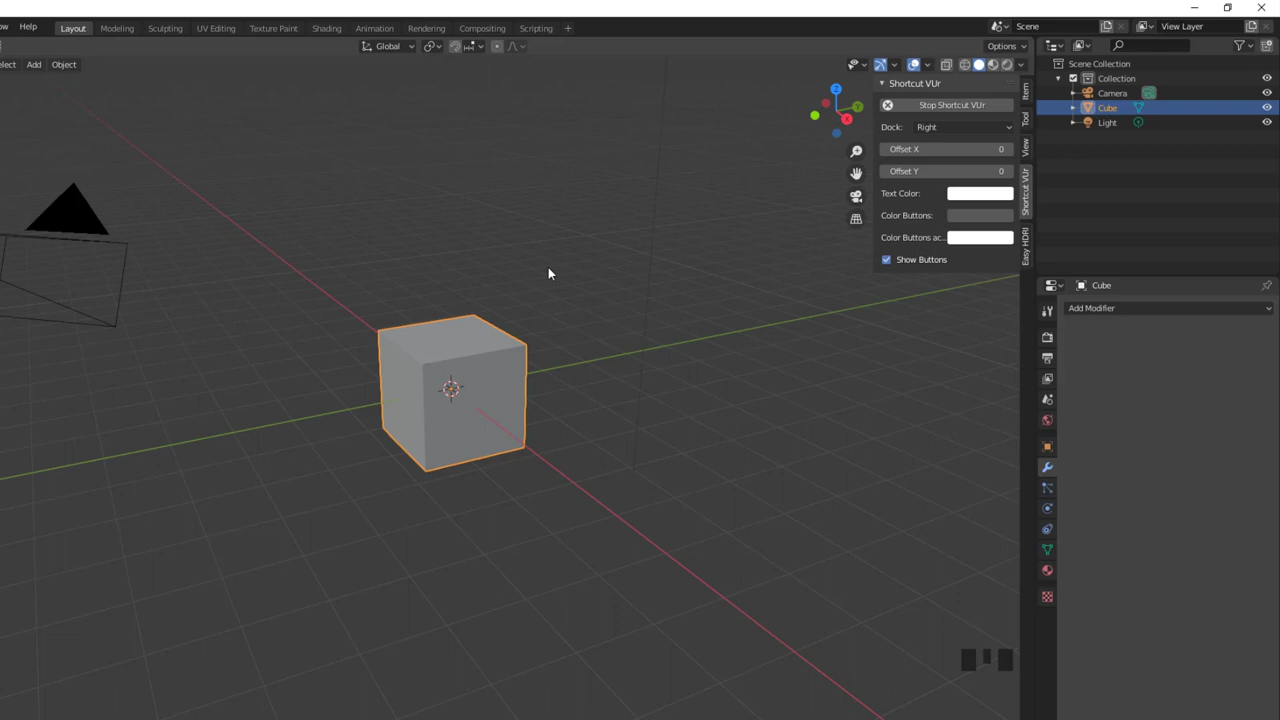 Help
Layout
Modeling
Sculpting
UV Editing
Texture Paint
Shading
Animation
Rendering
Compositing
Scripting
+
Scene
View Layer
Global
Options
Add
Object
Scene Collection
Collection
Camera
Cube
Light
Shortcut VUr
Stop Shortcut VUr
Dock:
Right
Offset X
0
Offset Y
0
Text Color:
Color Buttons:
Color Buttons ac...
Show Buttons
Item
Tool
View
Shortcut VUr
Easy HDRI
Z
Y
X
Cube
Add Modifier